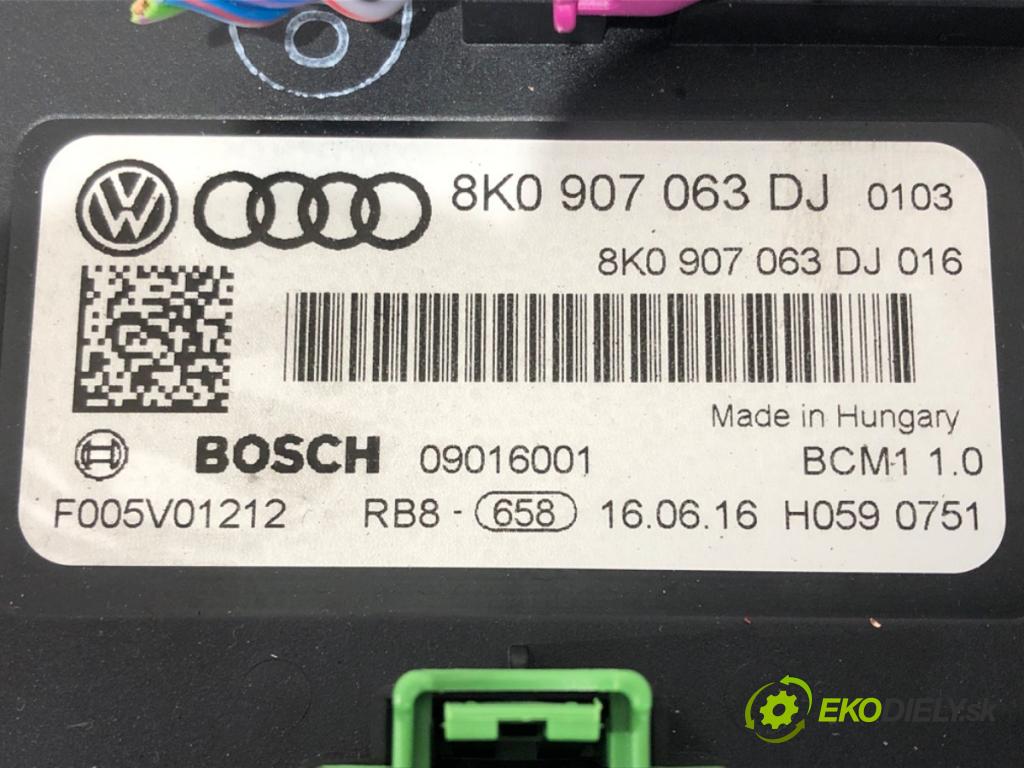 8K0 907 063 DJ 0103
8K0 907 063 DJ 016
Made in Hungary
BOSCH 09016001 BCM1 1.0
F005V01212 RB8 - 658 16.06.16 H059 0751
EKODIELY.sk